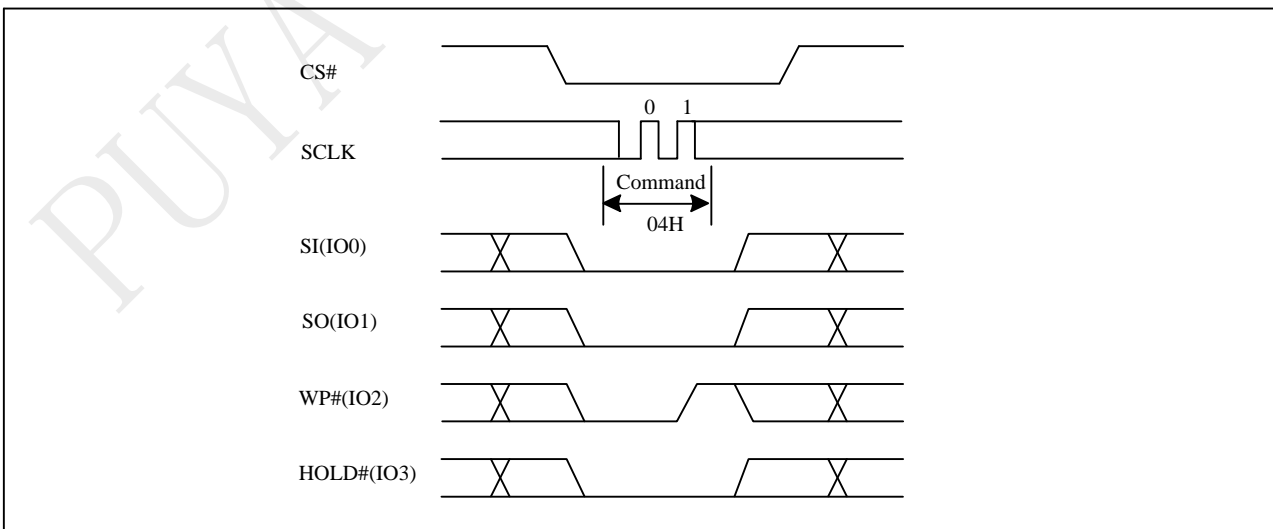 PUYA
CS#
0 1
SCLK
Command
04H
SI(IO0)
SO(IO1)
WP#(IO2)
HOLD#(IO3)